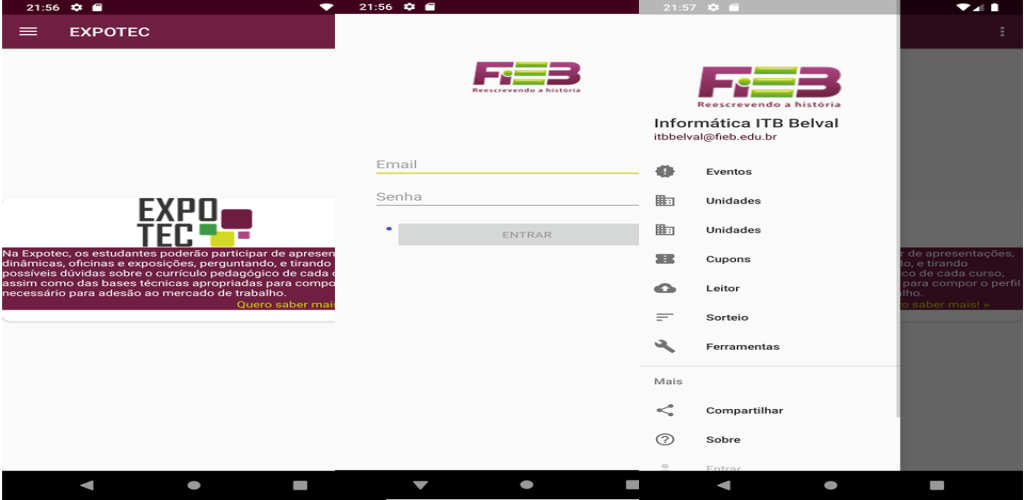 21:56
EXPOTEC
EXPO
TEC
Na Expotec, os estudantes poderão participar de apresen
dinâmicas, oficinas e exposições, perguntando, e tirando
possíveis dúvidas sobre o currículo pedagógico de cada
assim como das bases técnicas apropriadas para compo
necessário para adesão ao mercado de trabalho.
Quero saber mais
21:56
FIEB
Reescrevendo a história
Email
Senha
ENTRAR
21:57
FIEB
Reescrevendo a história
Informática ITB Belval
itbbelval@fieb.edu.br
Eventos
Unidades
Unidades
Cupons
Leitor
Sorteio
Ferramentas
Mais
Compartilhar
Sobre
Entrar
r de apresentações,
do, e tirando
co de cada curso,
para compor o perfil
lho.
ro saber mais! »